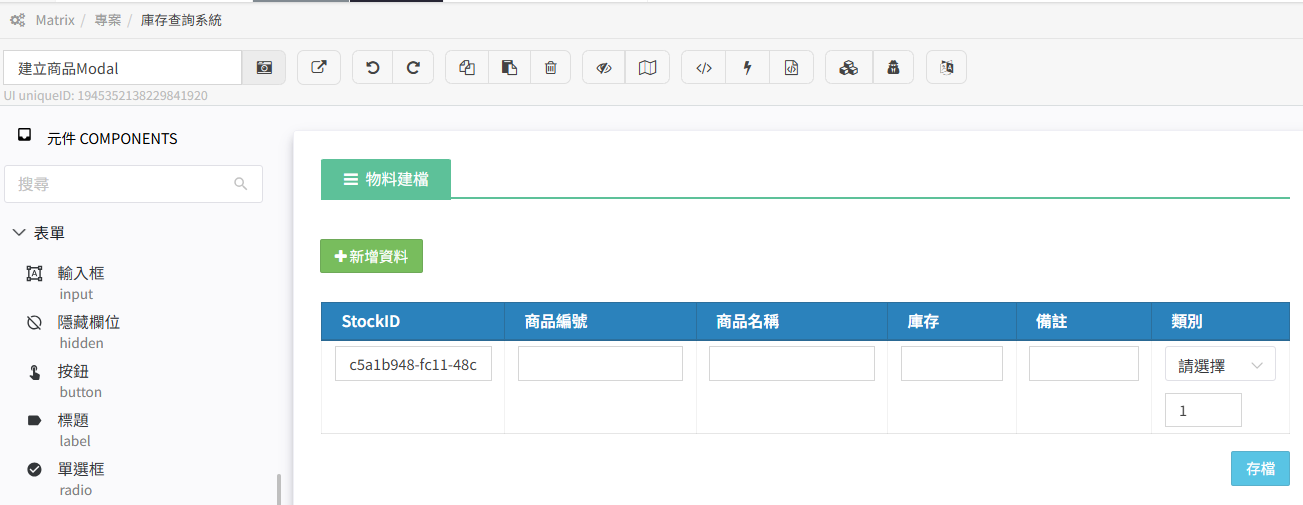 Matrix / 專案 / 庫存查詢系統
建立商品Modal
UI uniqueID: 1945352138229841920
元件 COMPONENTS
搜尋
表單
輸入框
input
隱藏欄位
hidden
按鈕
button
標題
label
單選框
radio
物料建檔
新增資料
StockID 商品編號 商品名稱 庫存 備註 類別
c5a1b948-fc11-48c 請選擇
1
存檔